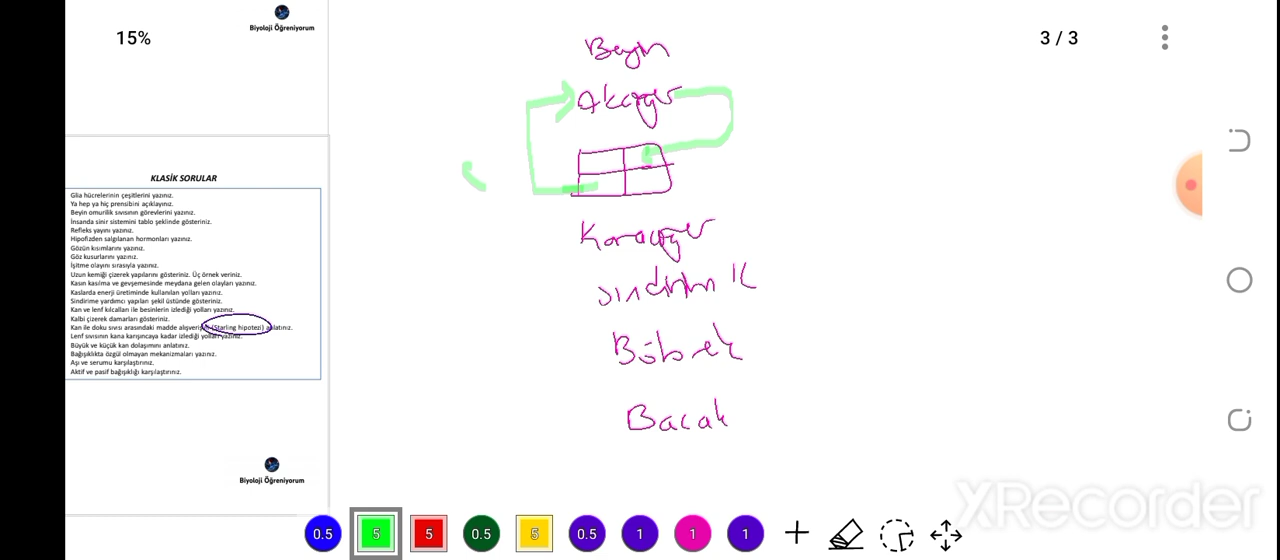 15%
Biyoloji Öğreniyorum
3 / 3
Beyin
Akciğer
Karaciğer
Sindirim K
Böbrek
Bacak
KLASİK SORULAR
Glia hücrelerinin çeşitlerini yazınız.
Ya hep ya hiç prensibini açıklayınız.
Beyin omurilik sıvısının görevlerini yazınız.
İnsanda sinir sistemini tablo şeklinde gösteriniz.
Refleks yayını yazınız.
Hipofizden salgılanan hormonları yazınız.
Gözün kısımlarını yazınız.
Göz kusurlarını yazınız.
İşitme olayını sırasıyla yazınız.
Uzun kemiği çizerek yapılarını gösteriniz. Üç örnek veriniz.
Kasın kasılma ve gevşemesinde meydana gelen olayları yazınız.
Kaslarda enerji üretiminde kullanılan yolları yazınız.
Sindirime yardımcı yapıları şekil üstünde gösteriniz.
Kan ve lenf kılcalları ile besinlerin izlediği yolları yazınız.
Kalbi çizerek damarları gösteriniz.
Kan ile doku sıvısı arasındaki madde alışverişini (Starling hipotezi) anlatınız.
Lenf sıvısının kana karışıncaya kadar izlediği yolları yazınız.
Büyük ve küçük kan dolaşımını anlatınız.
Bağışıklıkta özgül olmayan mekanizmaları yazınız.
Aşı ve serumu karşılaştırınız.
Aktif ve pasif bağışıklığı karşılaştırınız.
Biyoloji Öğreniyorum
XRecorder
0.5 5 5 0.5 5 0.5 1 1 1